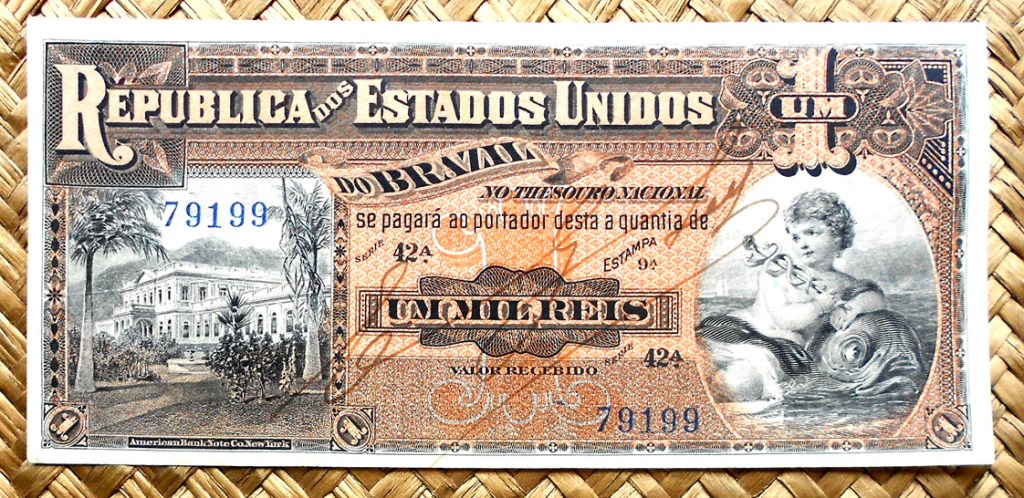 REPUBLICA DOS ESTADOS UNIDOS
1
UM
DO BRAZIL
NO THESOURO NACIONAL
79199
se pagará ao portador desta a quantia de
SERIE 42A
ESTAMPA 9A
UM MIL REIS
SERIE 42A
VALOR RECEBIDO
79199
1
1
1
American Bank Note Co. New York